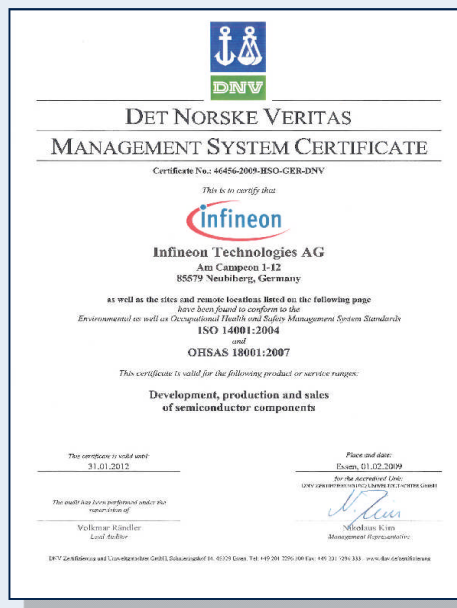 DNV
DET NORSKE VERITAS
MANAGEMENT SYSTEM CERTIFICATE
Certificate No.: 46456-2009-HSO-GER-DNV
This is to certify that
infineon
Infineon Technologies AG
Am Campeon 1-12
85579 Neubiberg, Germany
as well as the sites and remote locations listed on the following page
have been found to conform to the
Environmental as well as Occupational Health and Safety Management System Standards
ISO 14001:2004
and
OHSAS 18001:2007
This certificate is valid for the following product or service ranges:
Development, production and sales
of semiconductor components
This certificate is valid until:
31.01.2012
Place and date:
Essen, 01.02.2009
for the Accredited Unit:
The audit has been performed under the
supervision of
Volkmar Rändler
Lead Auditor
Nikolaus Kim
Management Representative